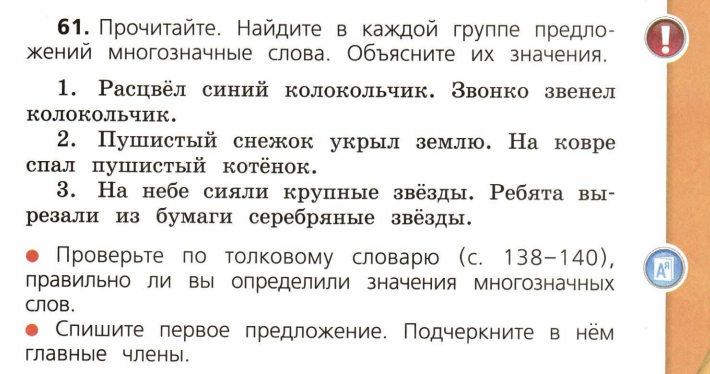 61. Прочитайте. Найдите в каждой группе предло-
жений многозначные слова. Объясните их значения.
1. Расцвёл синий колокольчик. Звонко звенел
колокольчик.
2. Пушистый снежок укрыл землю. На ковре
спал пушистый котёнок.
3. На небе сияли крупные звёзды. Ребята вы-
резали из бумаги серебряные звёзды.
● Проверьте по толковому словарю (с. 138–140),
правильно ли вы определили значения многозначных
слов.
● Спишите первое предложение. Подчеркните в нём
главные члены.
!
АЯ